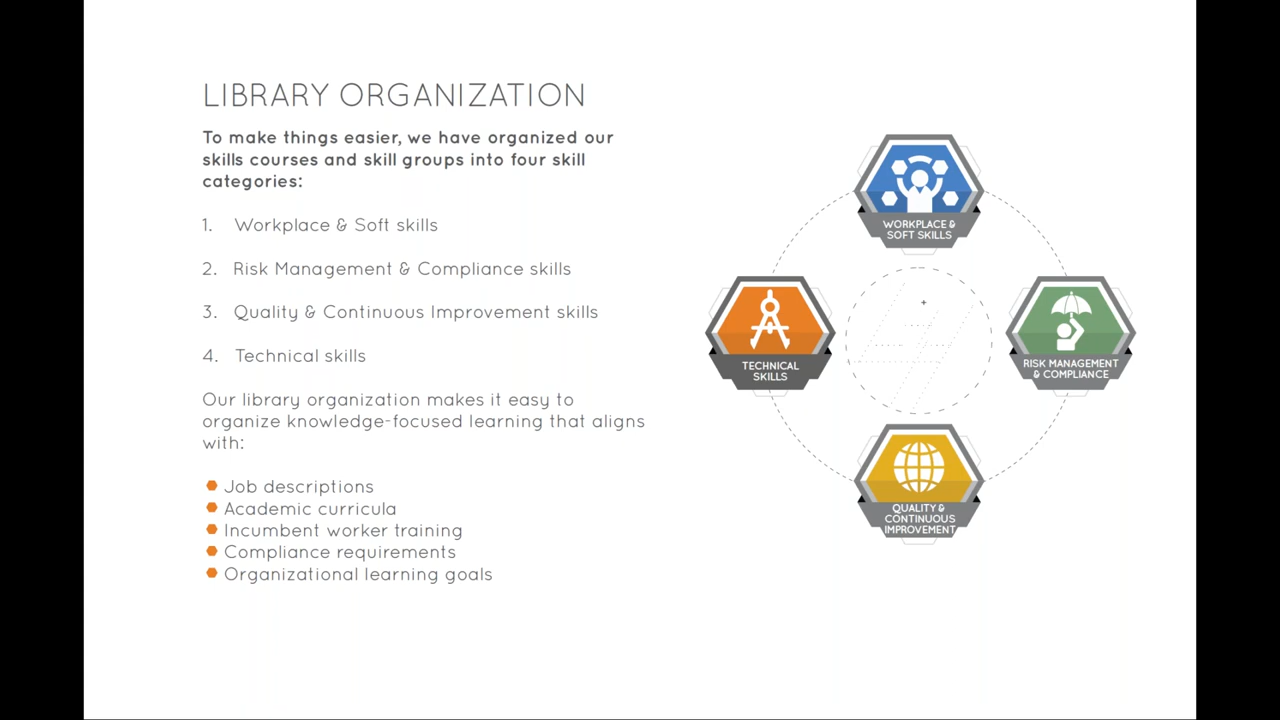 LIBRARY ORGANIZATION
To make things easier, we have organized our
skills courses and skill groups into four skill
categories:
1. Workplace & Soft skills
2. Risk Management & Compliance skills
3. Quality & Continuous Improvement skills
4. Technical skills
Our library organization makes it easy to
organize knowledge-focused learning that aligns
with:
Job descriptions
Academic curricula
Incumbent worker training
Compliance requirements
Organizational learning goals
WORKPLACE &
SOFT SKILLS
TECHNICAL
SKILLS
4
RISK MANAGEMENT
& COMPLIANCE
QUALITY &
CONTINUOUS
IMPROVEMENT